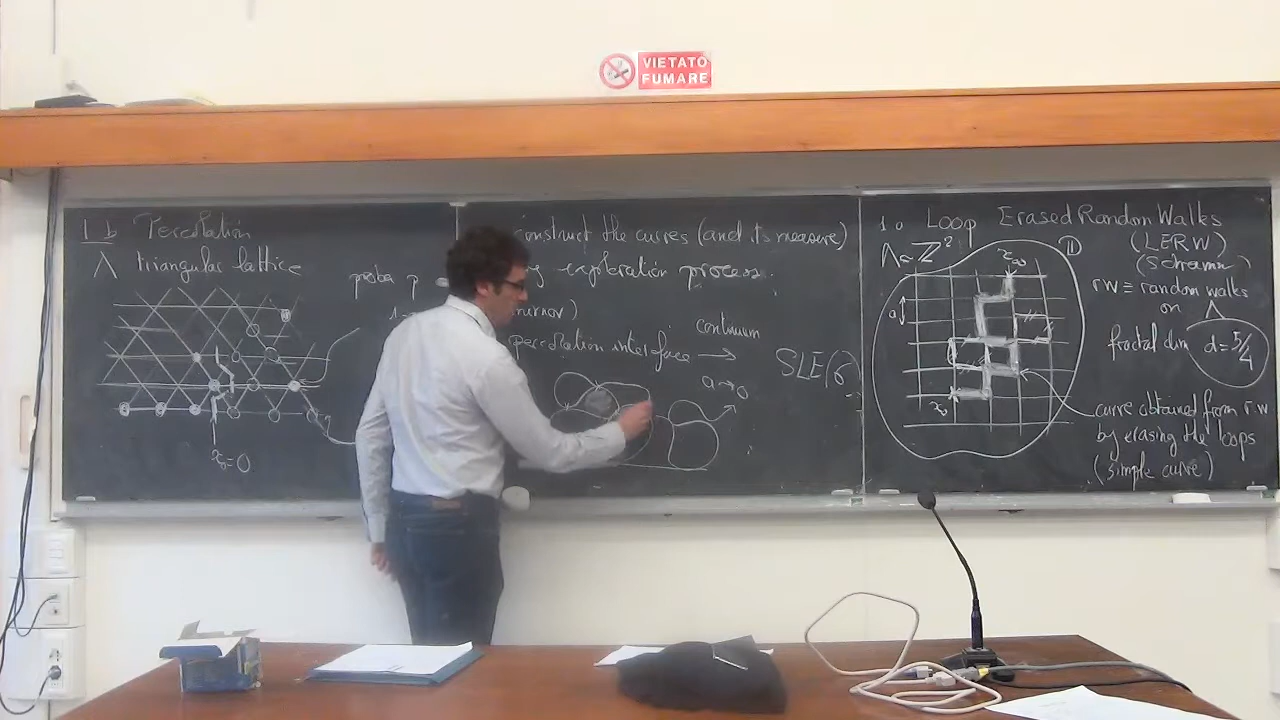 VIETATO
FUMARE
1.b Percolation
Λ triangular lattice
proba p
x₀=0
construct the curves (and its measure)
exploration process.
percolation interface → continuum
a→0
SLE(6)
1.a Loop Erased Random Walks
(LERW)
(Schramm)
Λ ⊂ ℤ²
x∞
D
a
x₀
rw ≡ random walks
on Λ
fractal dim d=5/4
curve obtained from r.w
by erasing the loops
(simple curve)